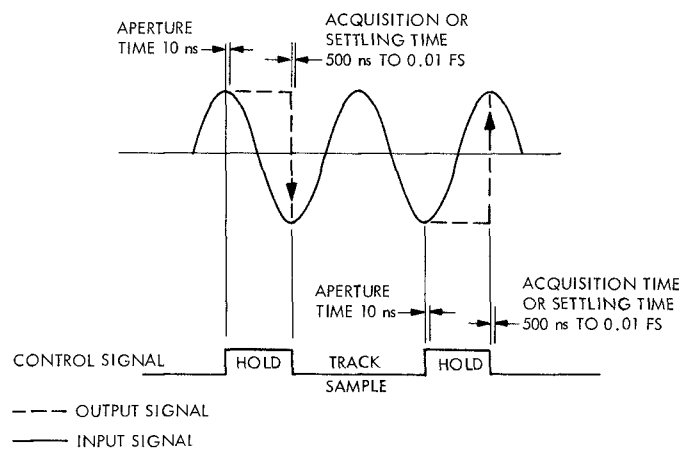 APERTURE
TIME 10 ns
ACQUISITION OR
SETTLING TIME
500 ns TO 0.01 FS
APERTURE
TIME 10 ns
ACQUISITION TIME
OR SETTLING TIME
500 ns TO 0.01 FS
CONTROL SIGNAL
HOLD
TRACK
HOLD
SAMPLE
OUTPUT SIGNAL
INPUT SIGNAL